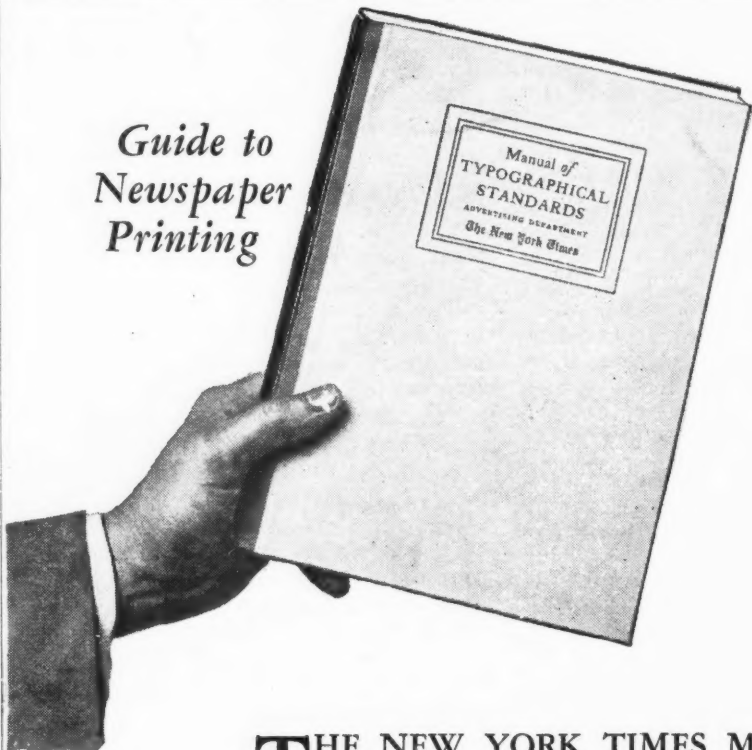 Guide to
Newspaper
Printing
Manual of
TYPOGRAPHICAL
STANDARDS
ADVERTISING DEPARTMENT
The New York Times
THE NEW YORK TIMES M